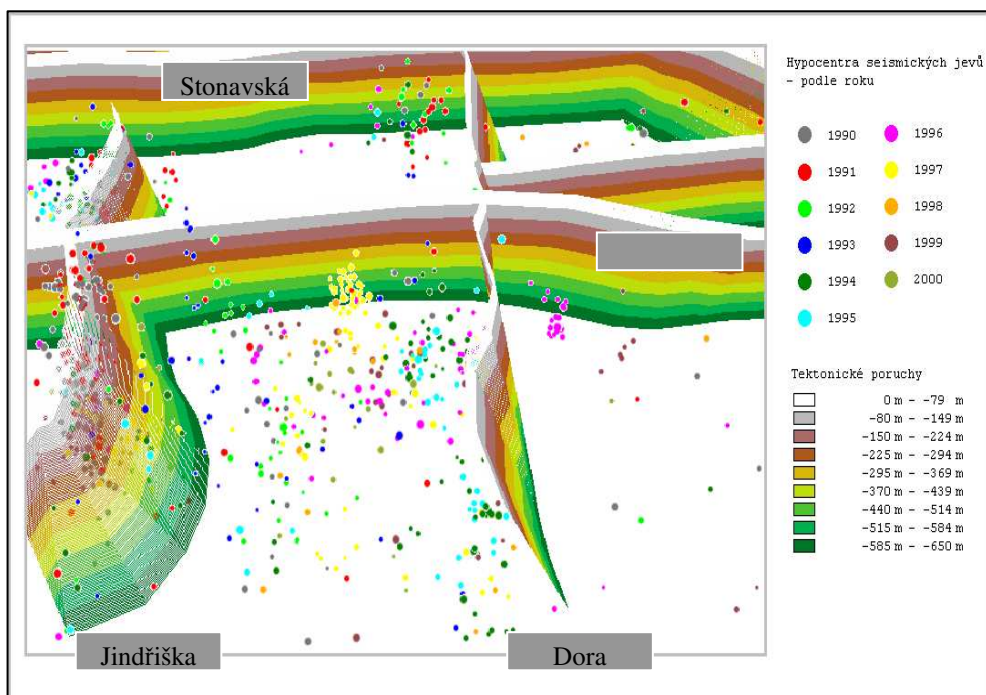 Stonavská
Jindřiška
Dora
Hypocentra seismických jevů
– podle roku
1990
1996
1991
1997
1992
1998
1993
1999
1994
2000
1995
Tektonické poruchy
0 m - -79 m
-80 m - -149 m
-150 m - -224 m
-225 m - -294 m
-295 m - -369 m
-370 m - -439 m
-440 m - -514 m
-515 m - -584 m
-585 m - -650 m